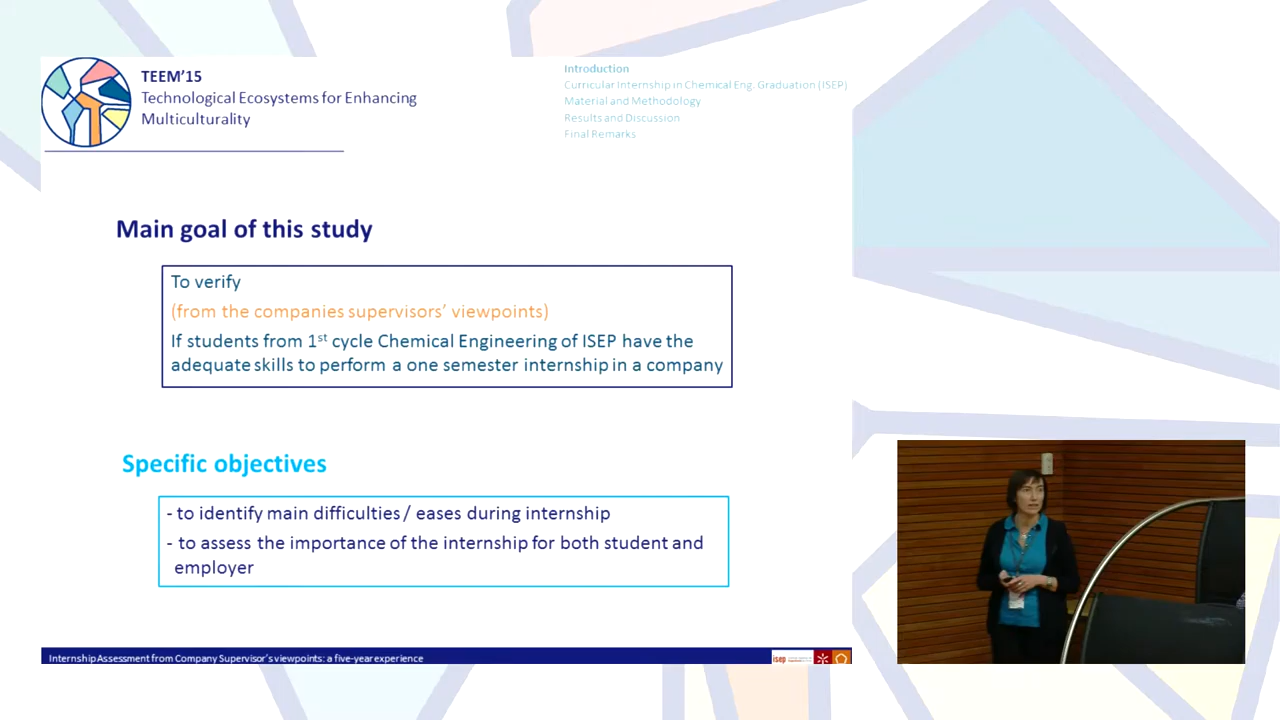 TEEM’15
Technological Ecosystems for Enhancing
Multiculturality
Introduction
Curricular Internship in Chemical Eng. Graduation (ISEP)
Material and Methodology
Results and Discussion
Final Remarks
Main goal of this study
To verify
(from the companies supervisors’ viewpoints)
If students from 1st cycle Chemical Engineering of ISEP have the
adequate skills to perform a one semester internship in a company
Specific objectives
- to identify main difficulties / eases during internship
- to assess the importance of the internship for both student and
employer
Internship Assessment from Company Supervisor's viewpoints: a five-year experience
isep